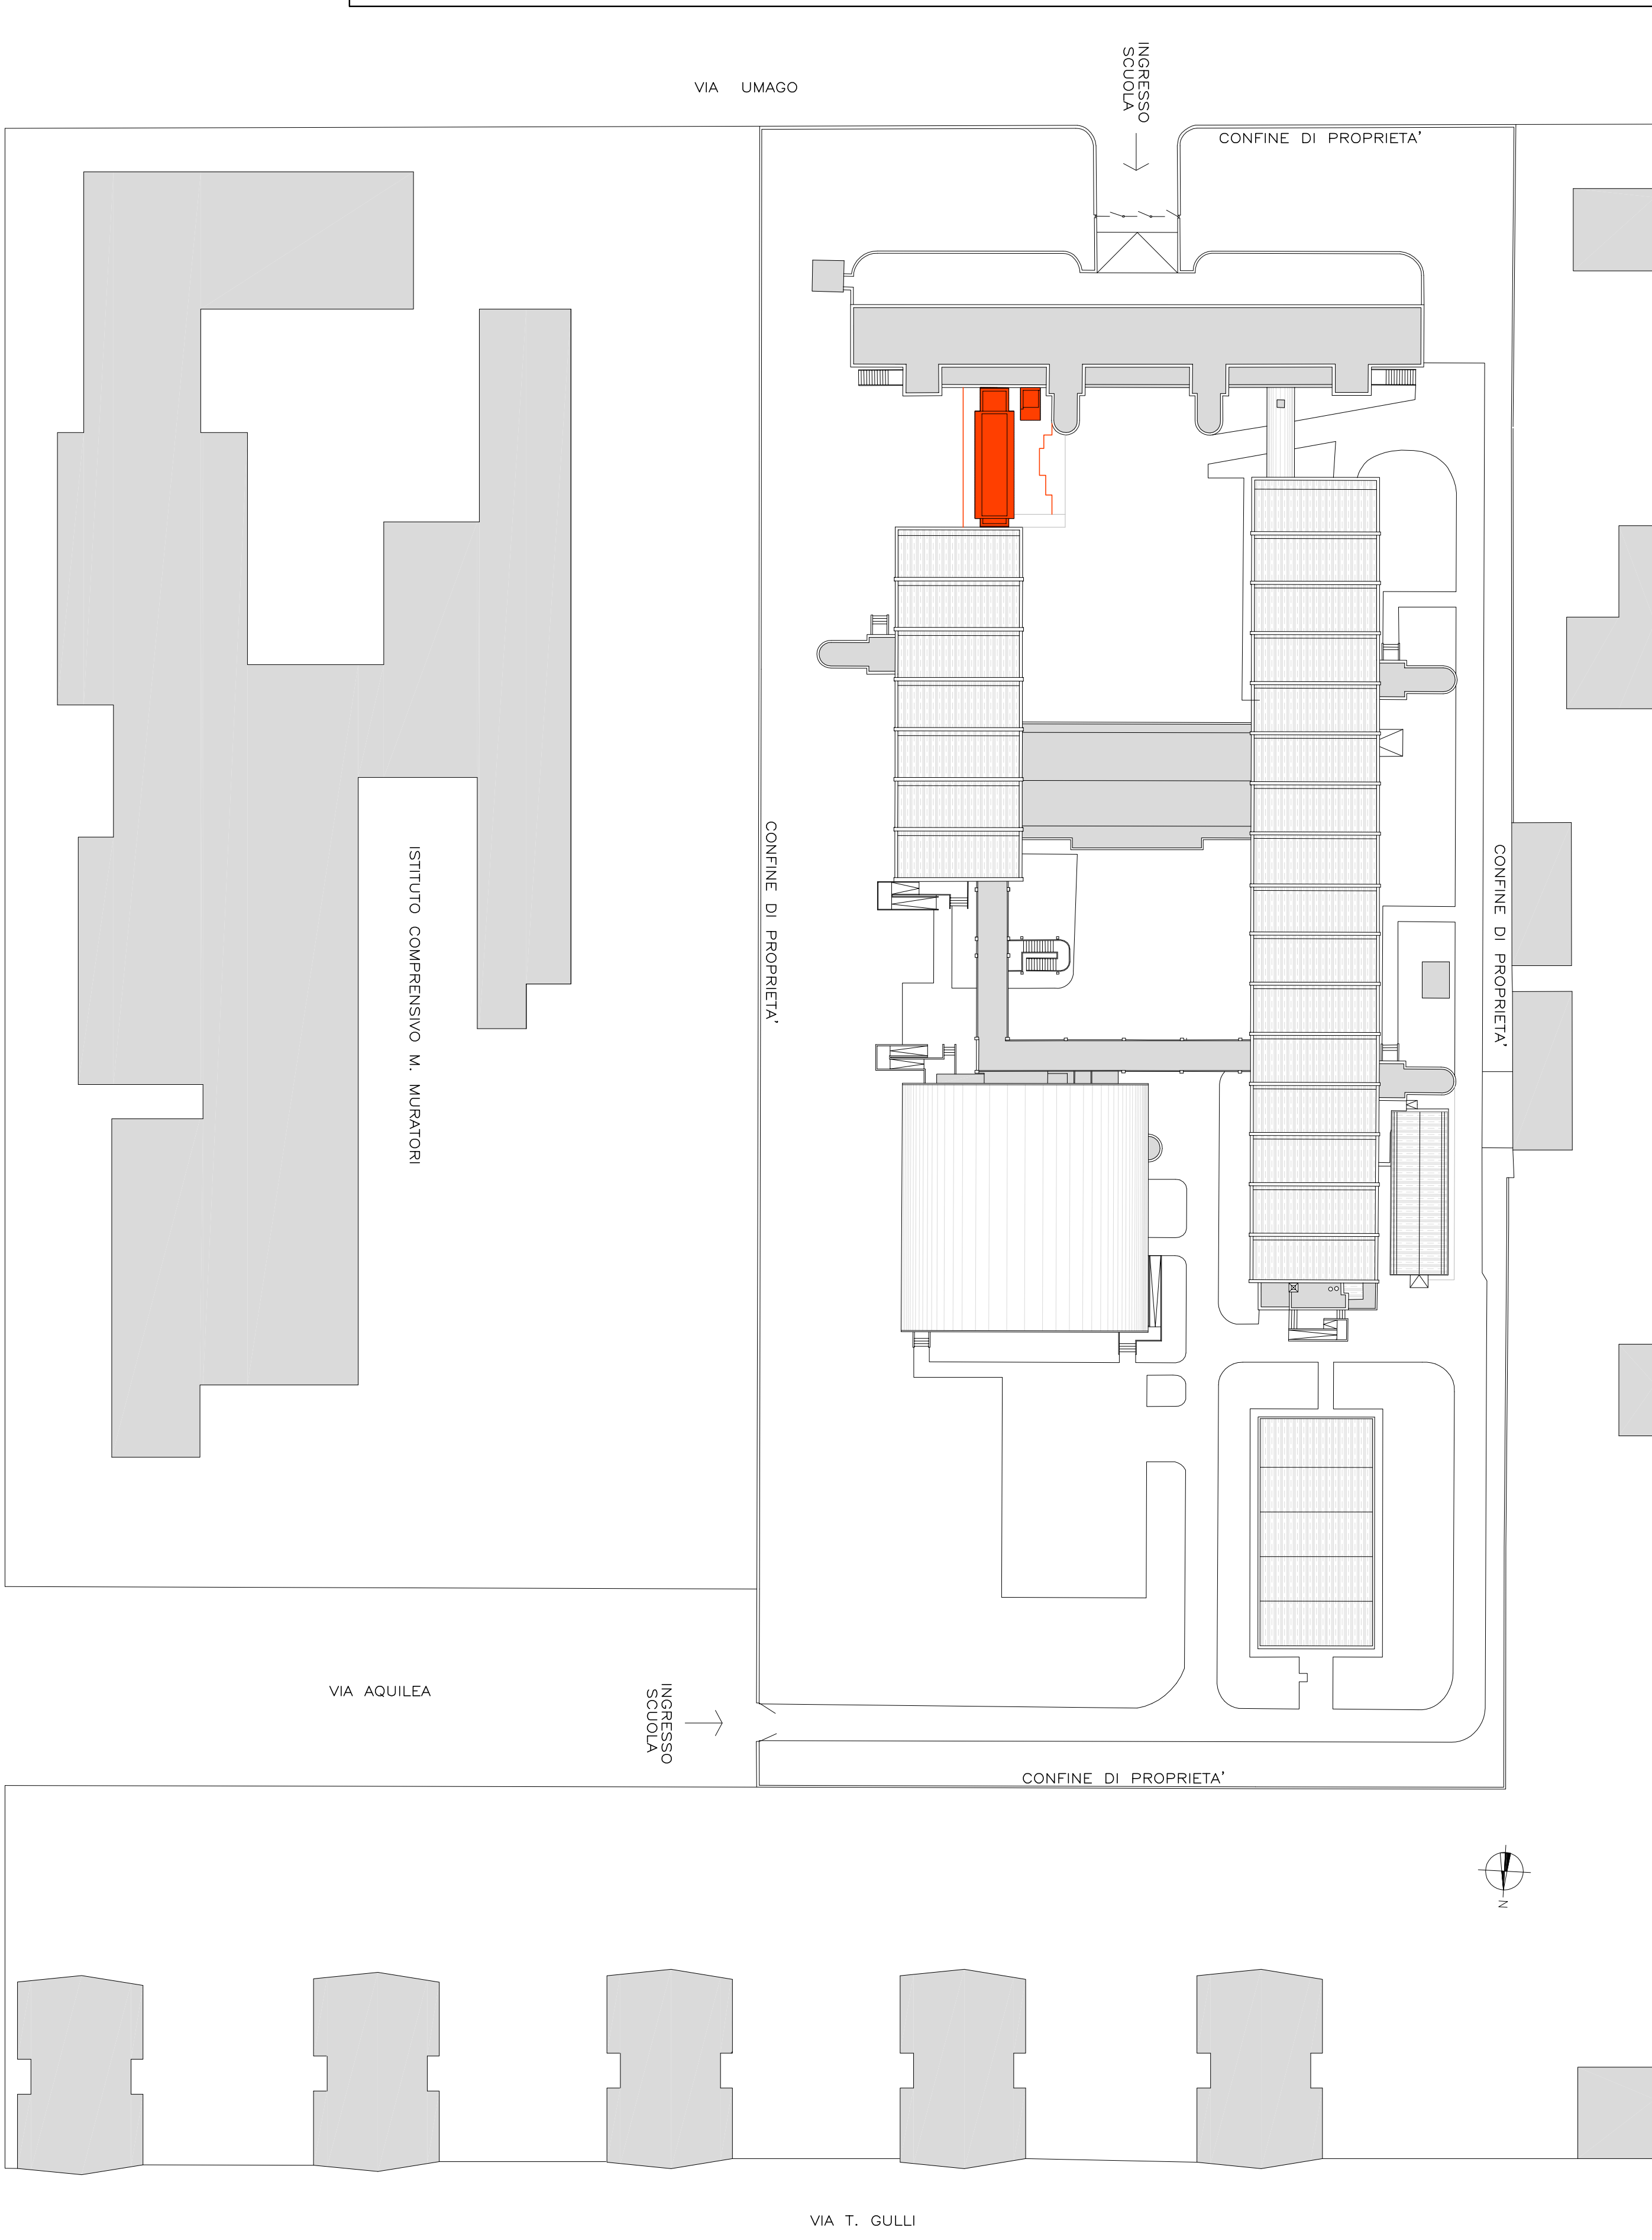 VIA UMAGO
INGRESSO
SCUOLA
CONFINE DI PROPRIETA'
CONFINE DI PROPRIETA'
CONFINE DI PROPRIETA'
ISTITUTO COMPRENSIVO M. MURATORI
VIA AQUILEA
INGRESSO
SCUOLA
CONFINE DI PROPRIETA'
N
VIA T. GULLI